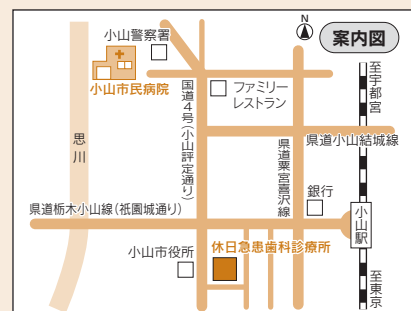 N
案内図
小山警察署
小山市民病院
国道4号(小山評定通り)
ファミリー
レストラン
至宇都宮
思川
県道小山結城線
県道粟宮喜沢線
銀行
県道栃木小山線(祇園城通り)
小山駅
小山市役所
休日急患歯科診療所
至東京